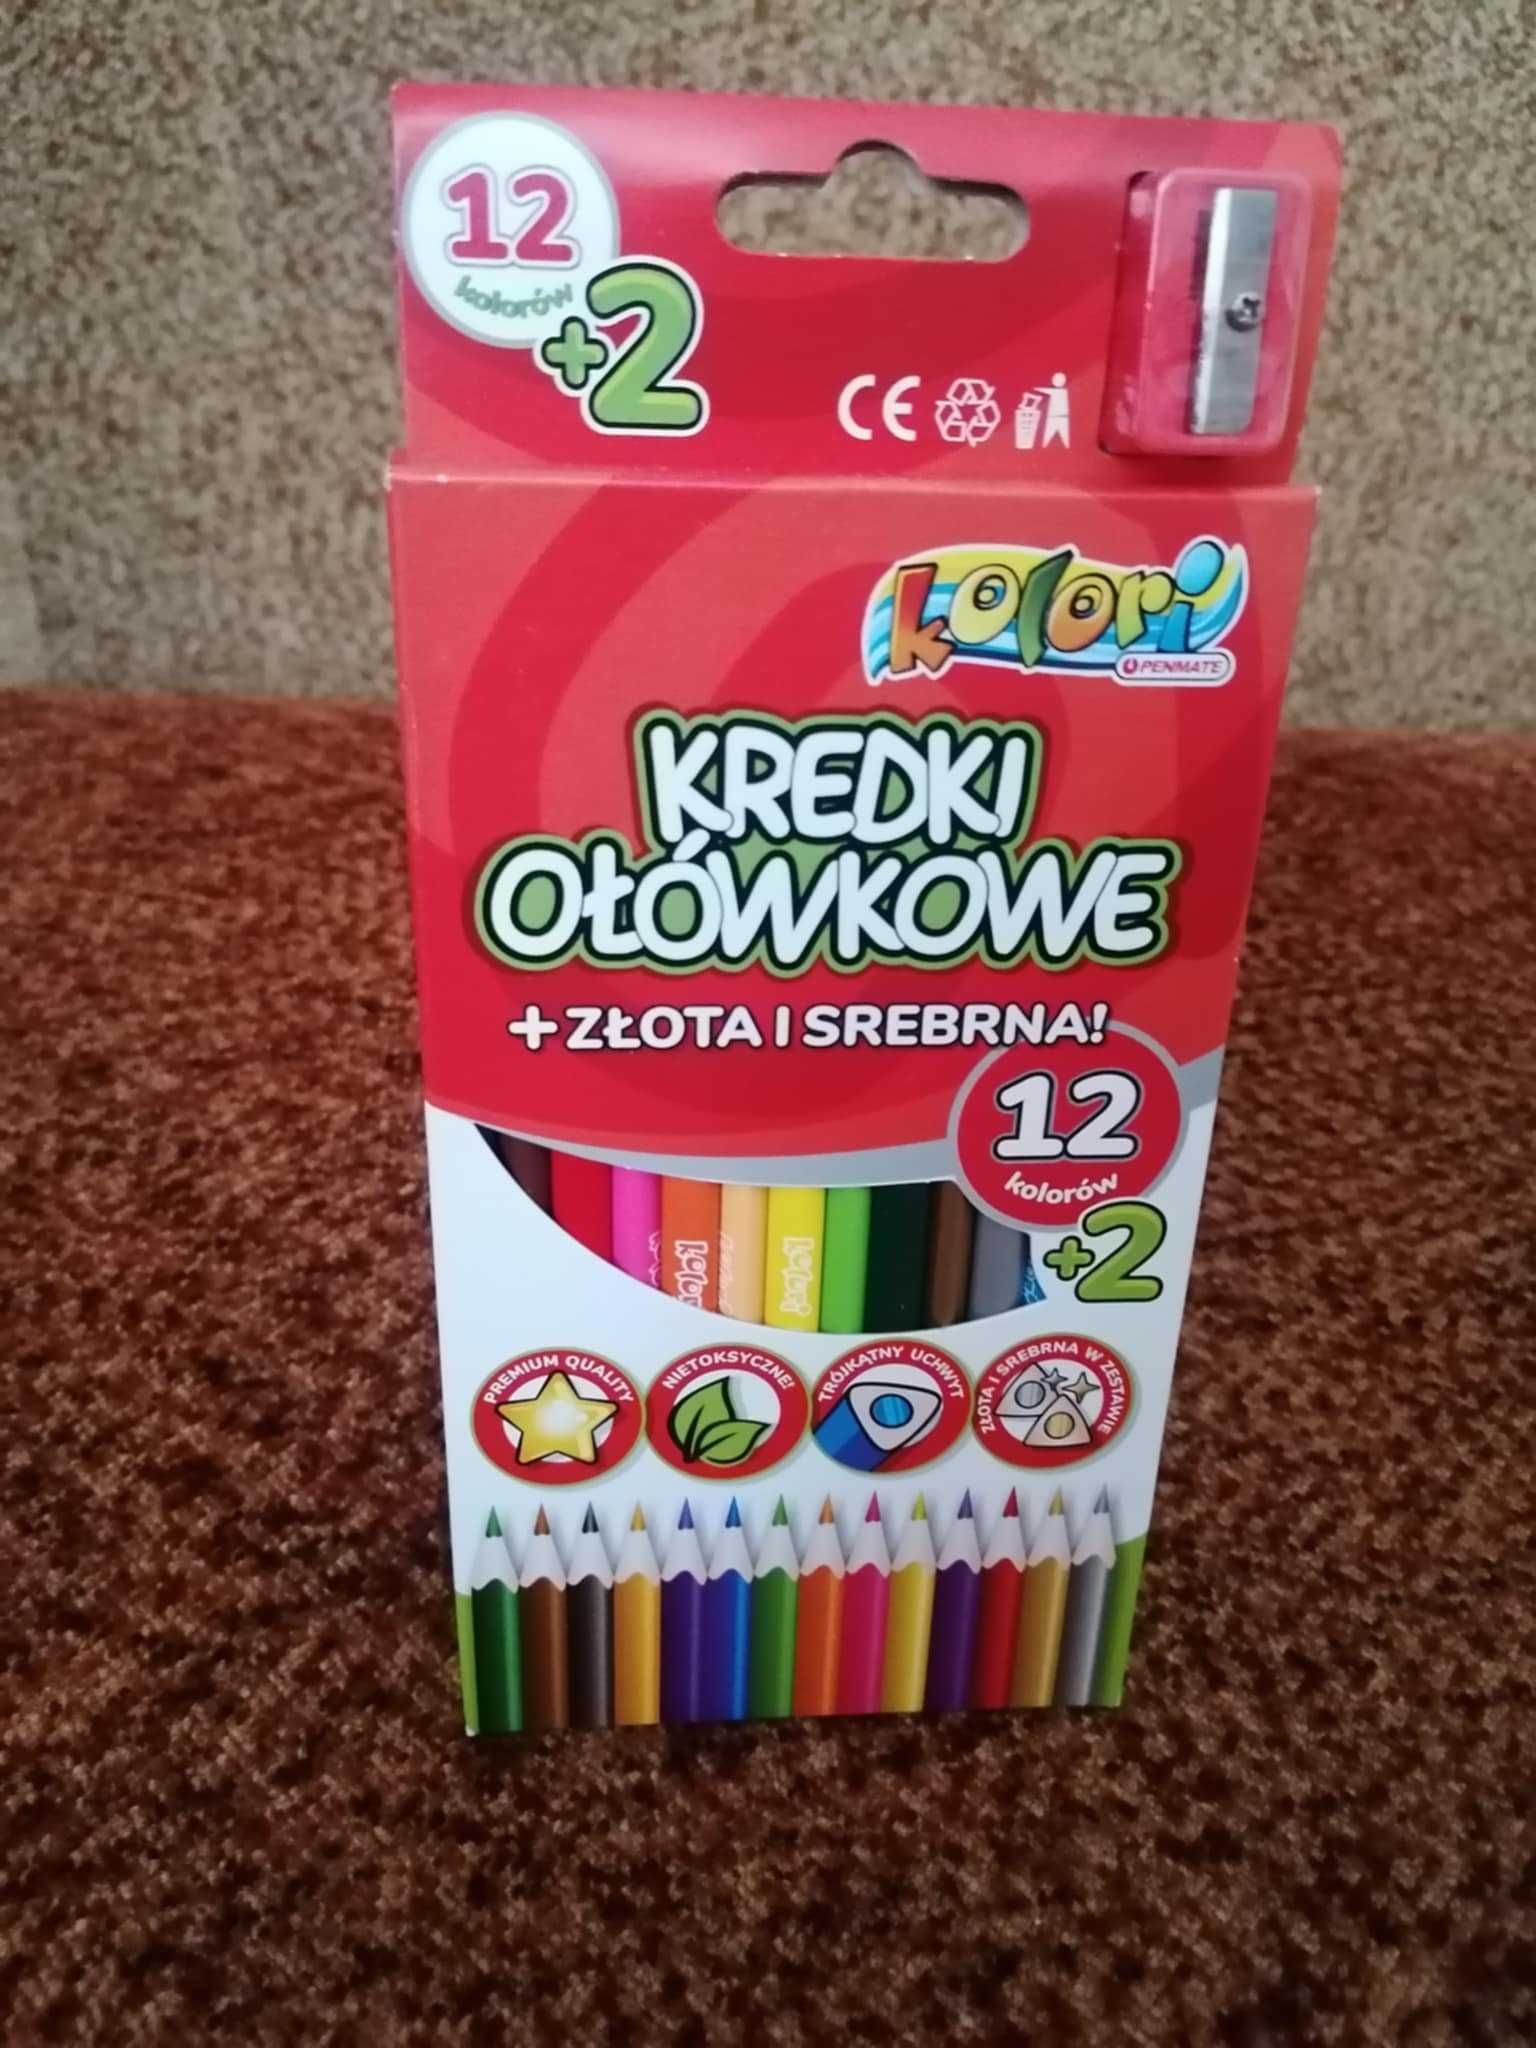 12
kolorów
+2
CE
kolori
PENMATE
KREDKI
OŁÓWKOWE
+ZŁOTA I SREBRNA!
12
kolorów
+2
kolori
kolori
PREMIUM QUALITY
NIETOKSYCZNE!
TRÓJKĄTNY UCHWYT
ZŁOTA I SREBRNA W ZESTAWIE